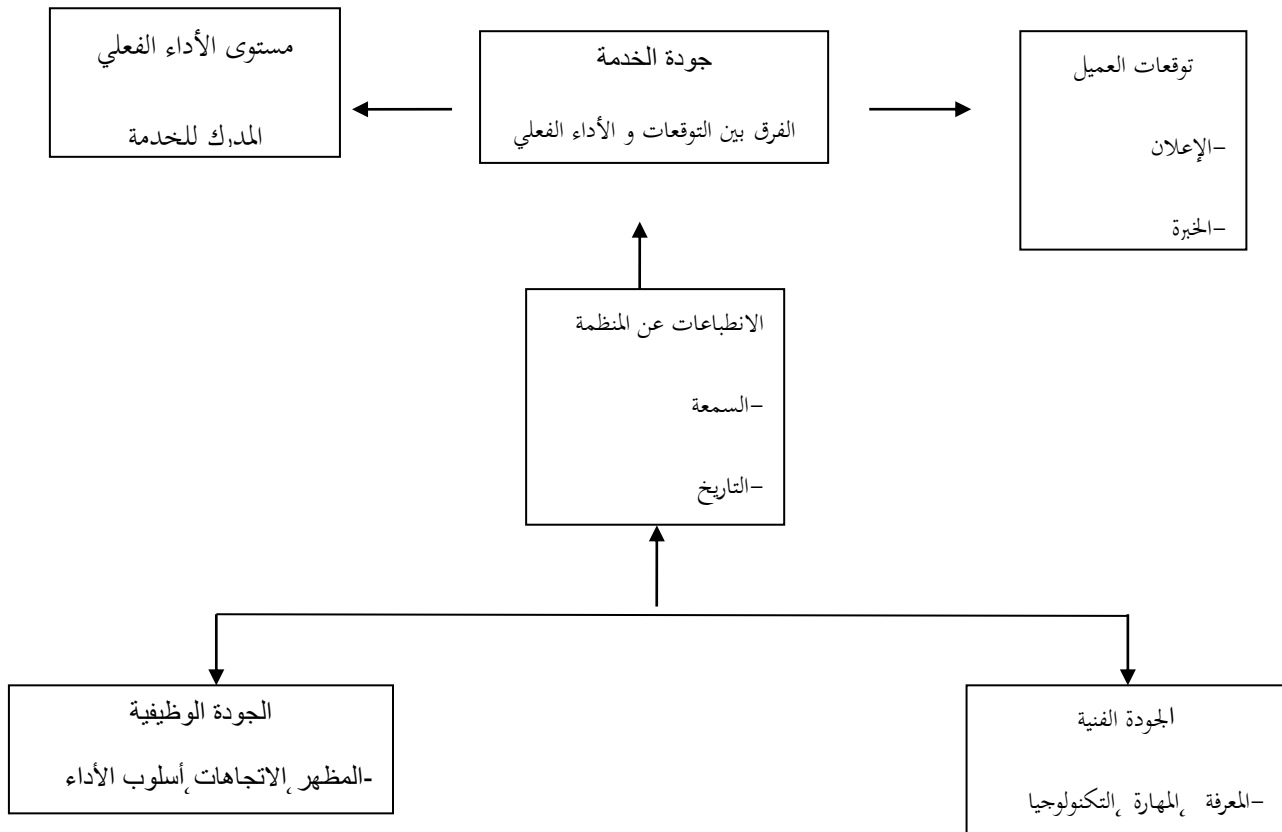 توقعات العميل
-الإعلان
-الخبرة
جودة الخدمة
الفرق بين التوقعات و الأداء الفعلي
مستوى الأداء الفعلي
المدرك للخدمة
الانطباعات عن المنظمة
-السمعة
-التاريخ
الجودة الفنية
-المعرفة ،المهارة ،التكنولوجيا
الجودة الوظيفية
-المظهر ،الاتجاهات ،أسلوب الأداء